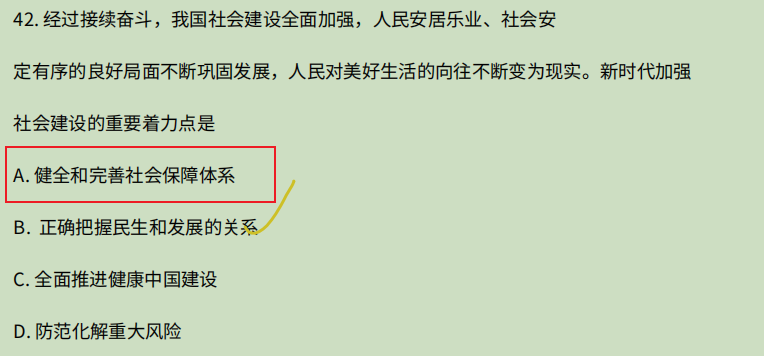 42. 经过接续奋斗，我国社会建设全面加强，人民安居乐业、社会安
定有序的良好局面不断巩固发展，人民对美好生活的向往不断变为现实。新时代加强
社会建设的重要着力点是
A. 健全和完善社会保障体系
B. 正确把握民生和发展的关系
C. 全面推进健康中国建设
D. 防范化解重大风险